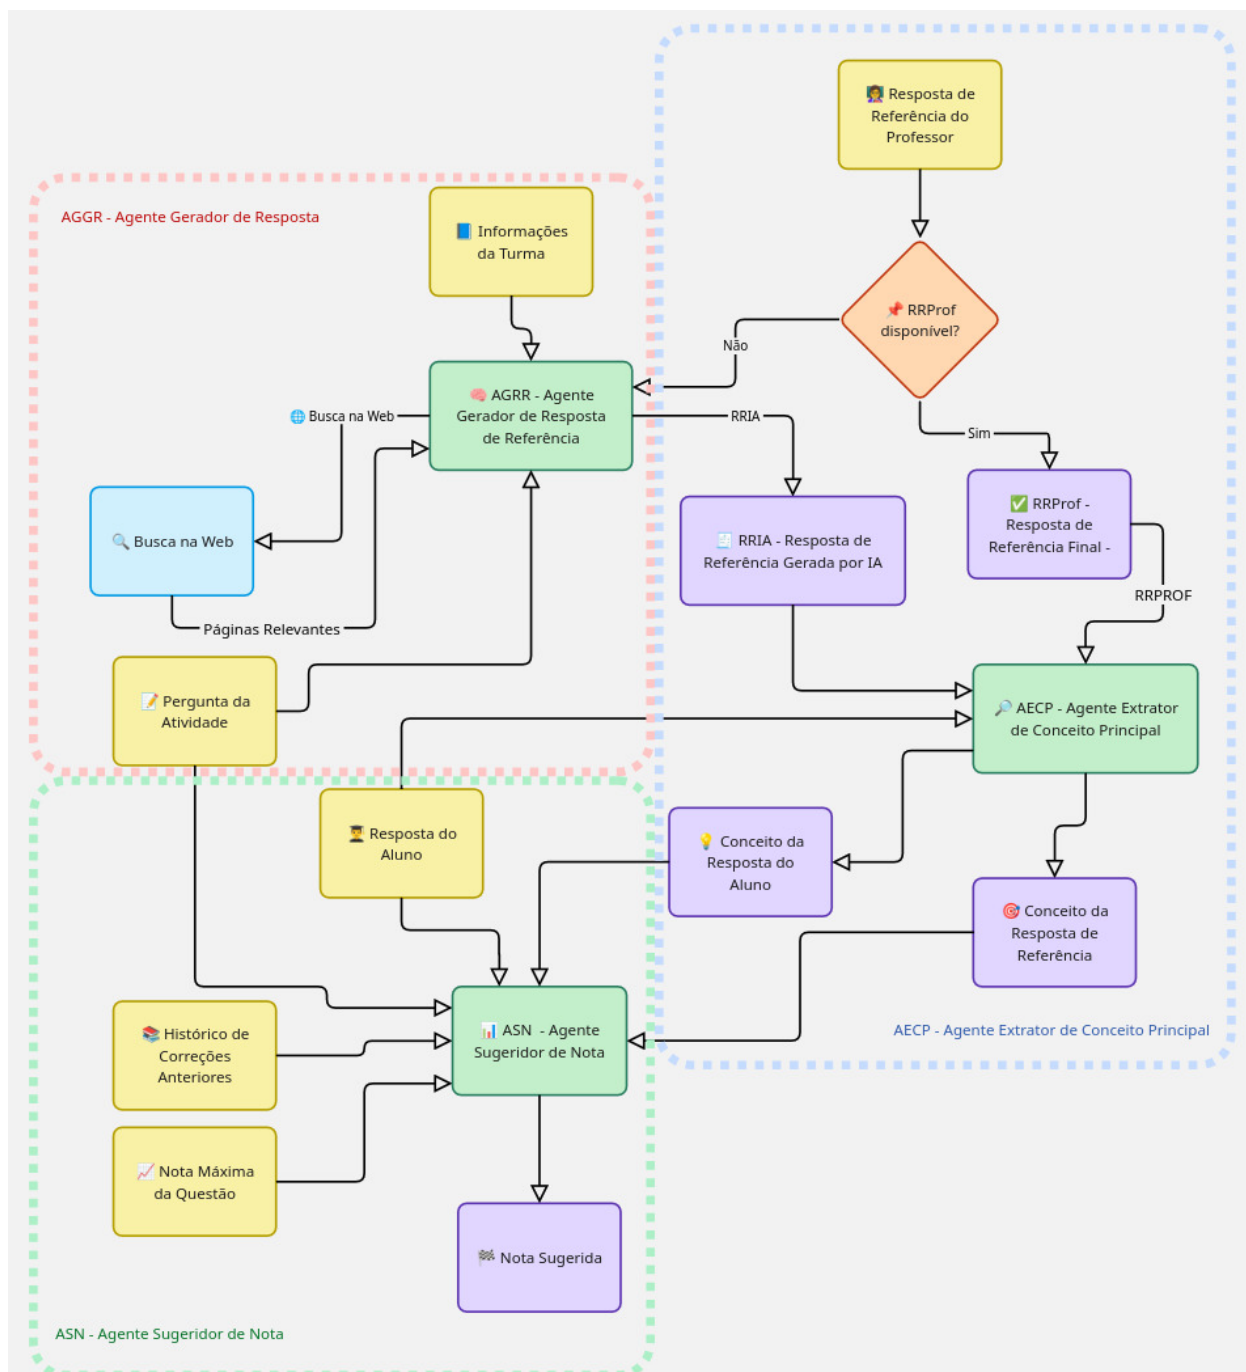 Resposta de
Referência do
Professor
AGGR - Agente Gerador de Resposta
Informações
da Turma
RRProf
disponível?
Não
AGRR - Agente
Gerador de Resposta
de Referência
Busca na Web
RRIA
Sim
RRProf -
Resposta de
Referência Final -
Busca na Web
RRIA - Resposta de
Referência Gerada por IA
RRPROF
Páginas Relevantes
Pergunta da
Atividade
AECP - Agente Extrator
de Conceito Principal
Resposta do
Aluno
Conceito da
Resposta do
Aluno
Conceito da
Resposta de
Referência
Histórico de
Correções
Anteriores
ASN - Agente
Sugeridor de Nota
AECP - Agente Extrator de Conceito Principal
Nota Máxima
da Questão
Nota Sugerida
ASN - Agente Sugeridor de Nota